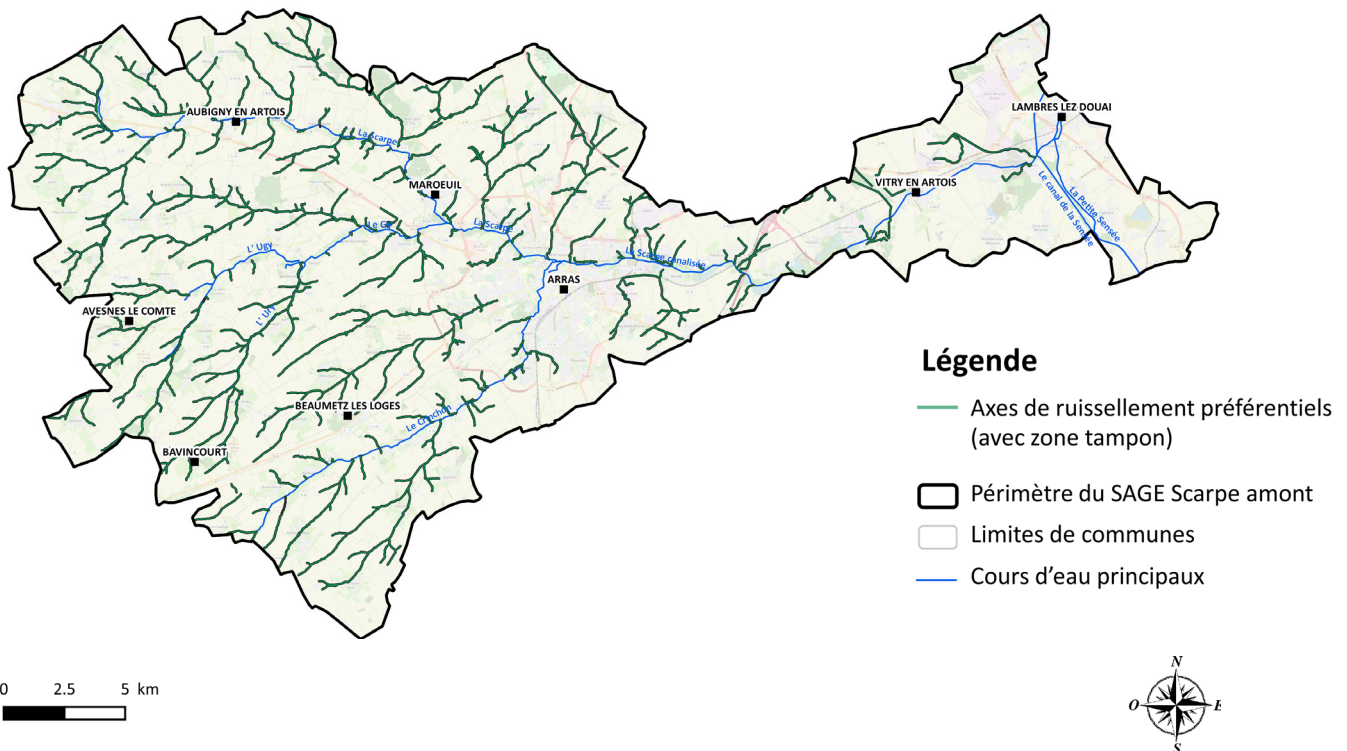 AUBIGNY EN ARTOIS
La Scarpe
MAROEUIL
La Scarpe
L' Ugy
AVESNES LE COMTE
L' Ugy
La Scarpe canalisée
ARRAS
BEAUMETZ LES LOGES
Le Crinchon
BAVINCOURT
LAMBRES LEZ DOUAI
VITRY EN ARTOIS
Le canal de la Sensée
La Petite Sensée
Légende
Axes de ruissellement préférentiels
(avec zone tampon)
Périmètre du SAGE Scarpe amont
Limites de communes
Cours d'eau principaux
0 2.5 5 km
N
O E
S